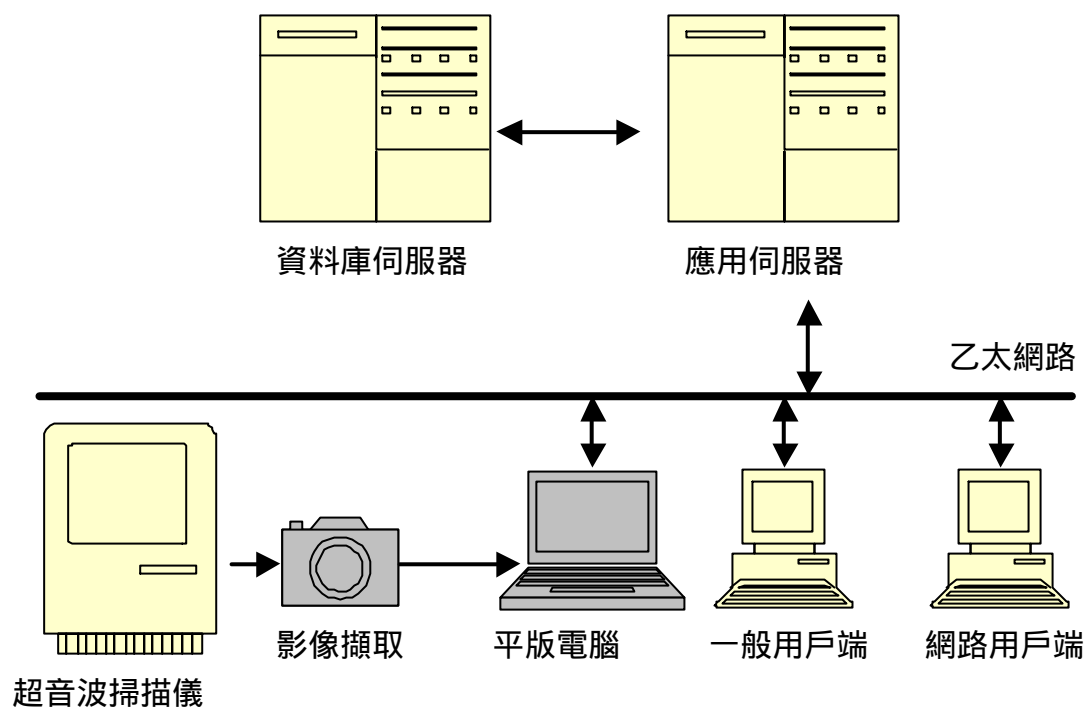 資料庫伺服器
應用伺服器
乙太網路
影像擷取
平版電腦
一般用戶端
網路用戶端
超音波掃描儀